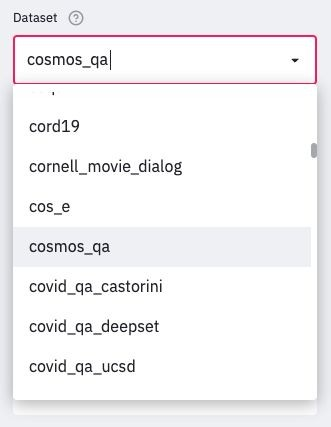 Dataset
cosmos_qa
cord19
cornell_movie_dialog
cos_e
cosmos_qa
covid_qa_castorini
covid_qa_deepset
covid_qa_ucsd